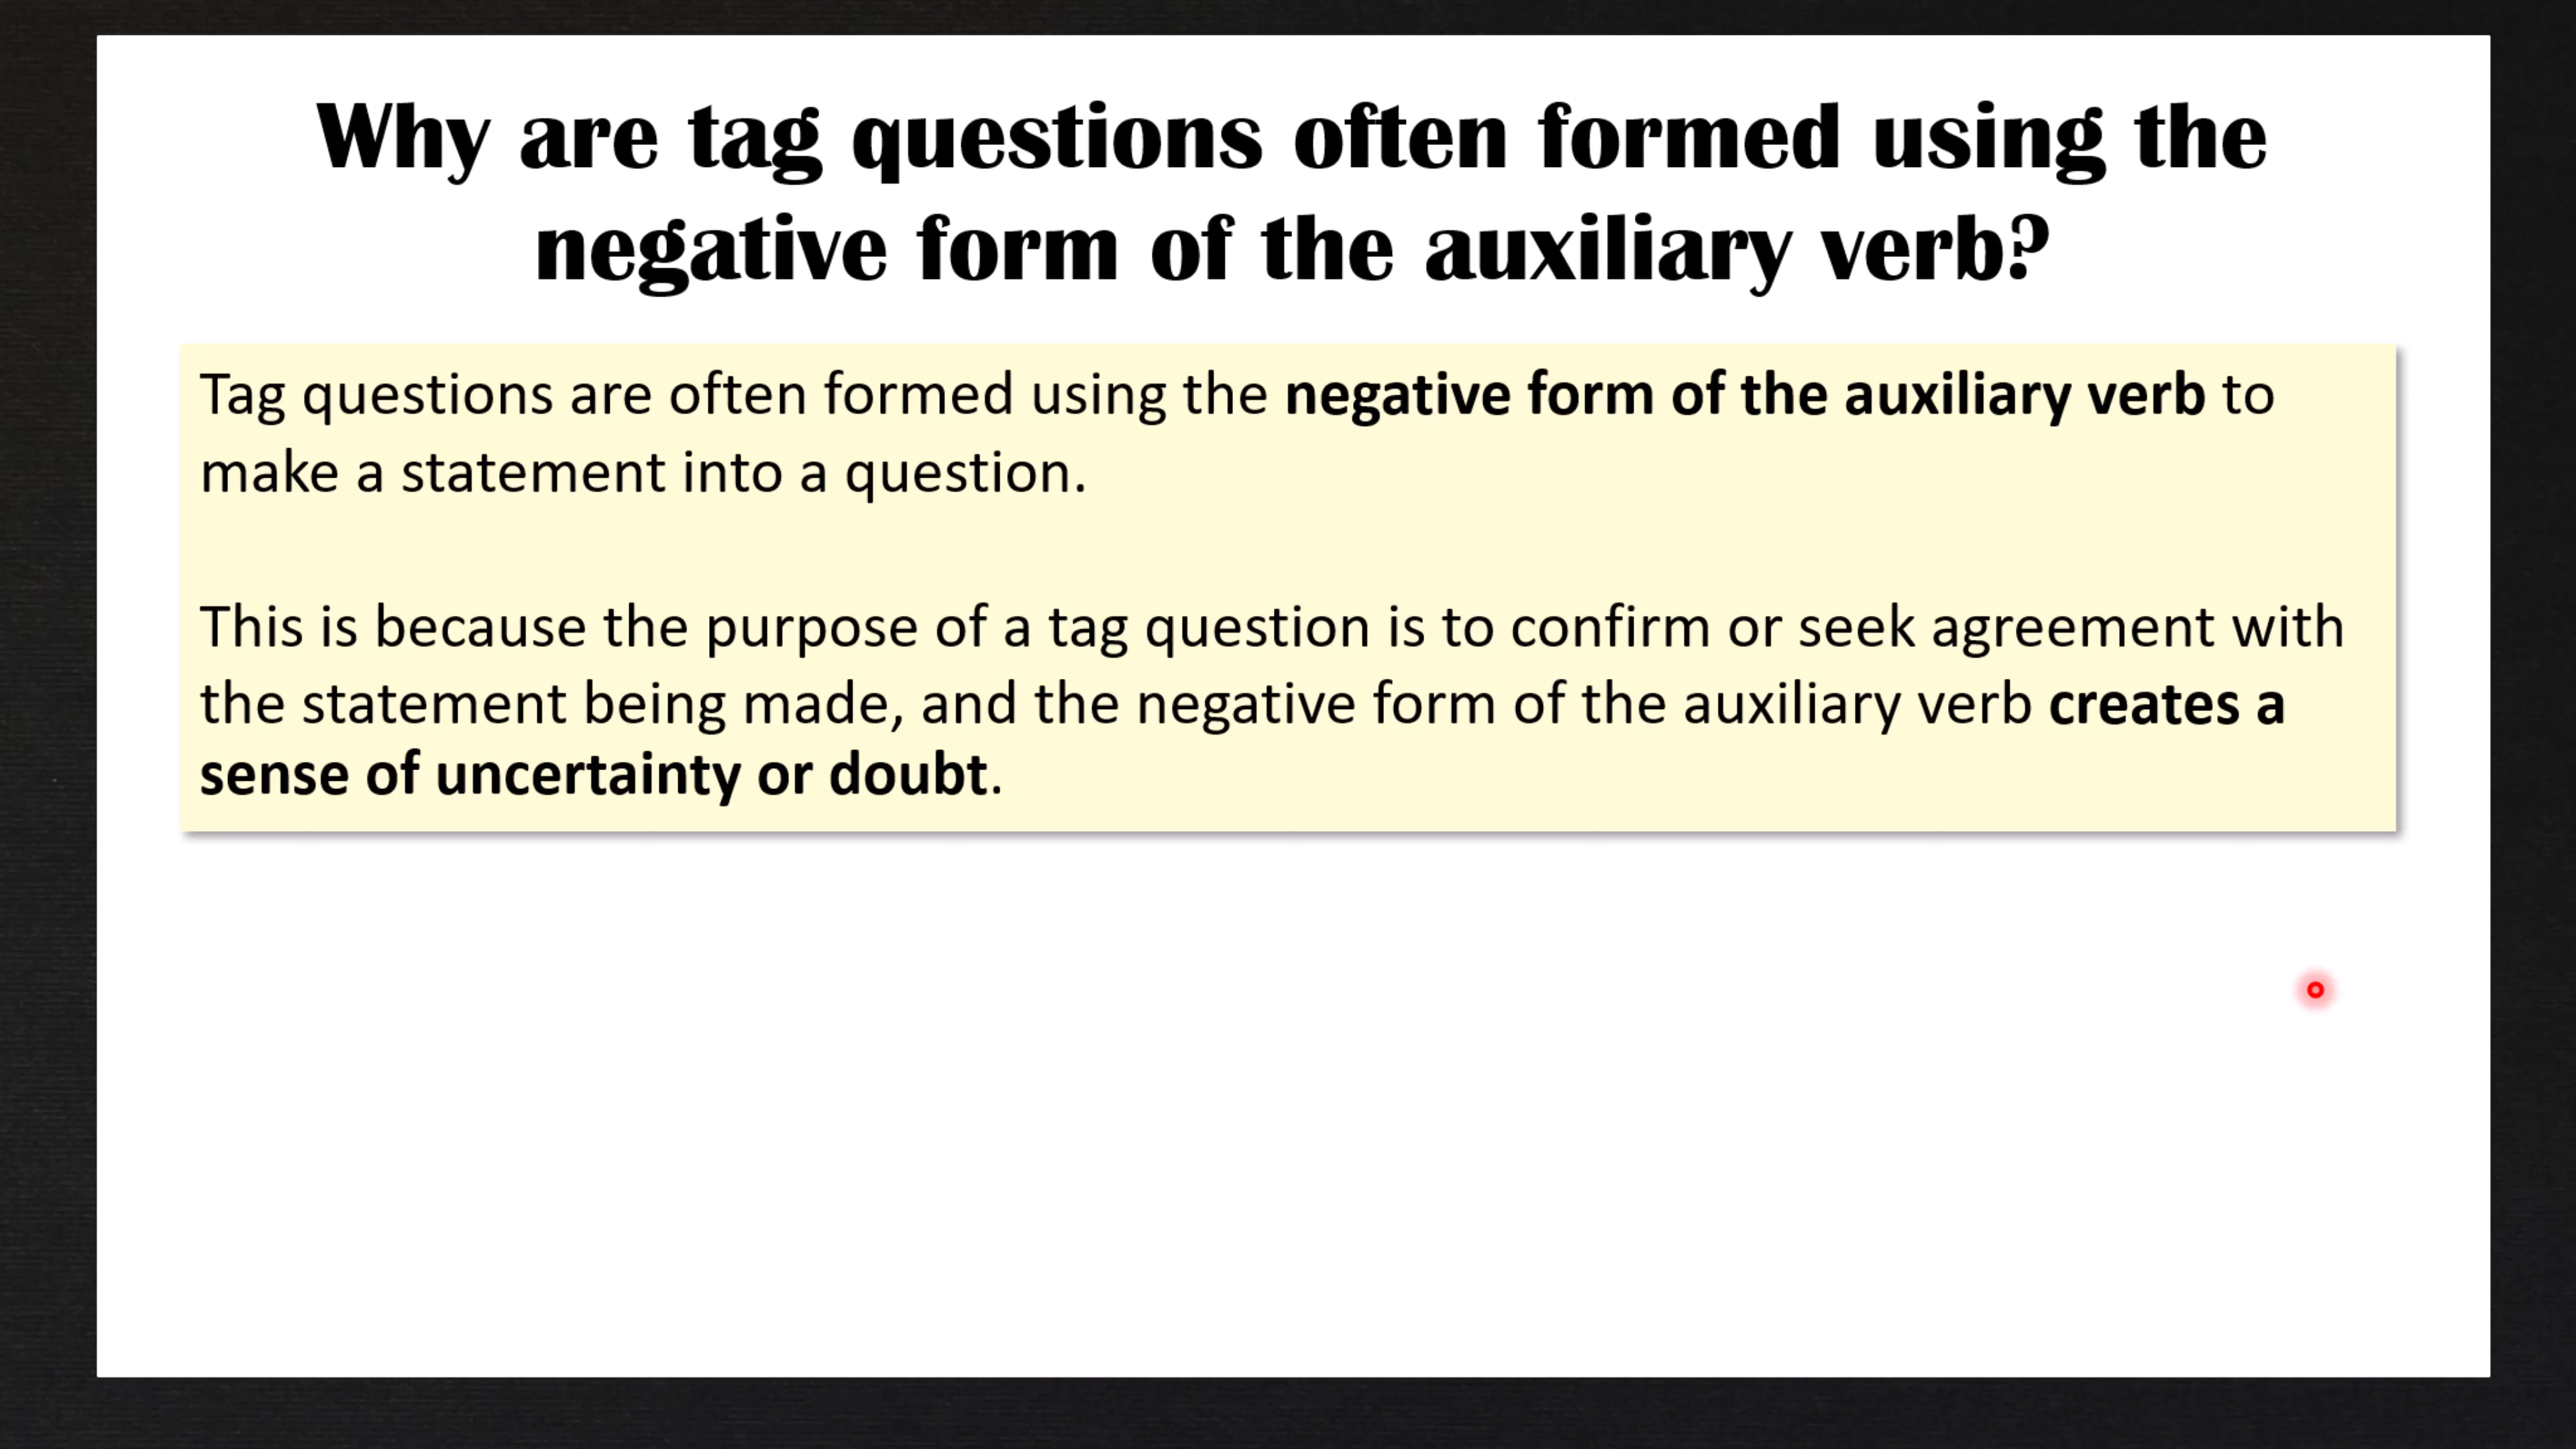 Why are tag questions often formed using the
negative form of the auxiliary verb?
Tag questions are often formed using the negative form of the auxiliary verb to
make a statement into a question.
This is because the purpose of a tag question is to confirm or seek agreement with
the statement being made, and the negative form of the auxiliary verb creates a
sense of uncertainty or doubt.